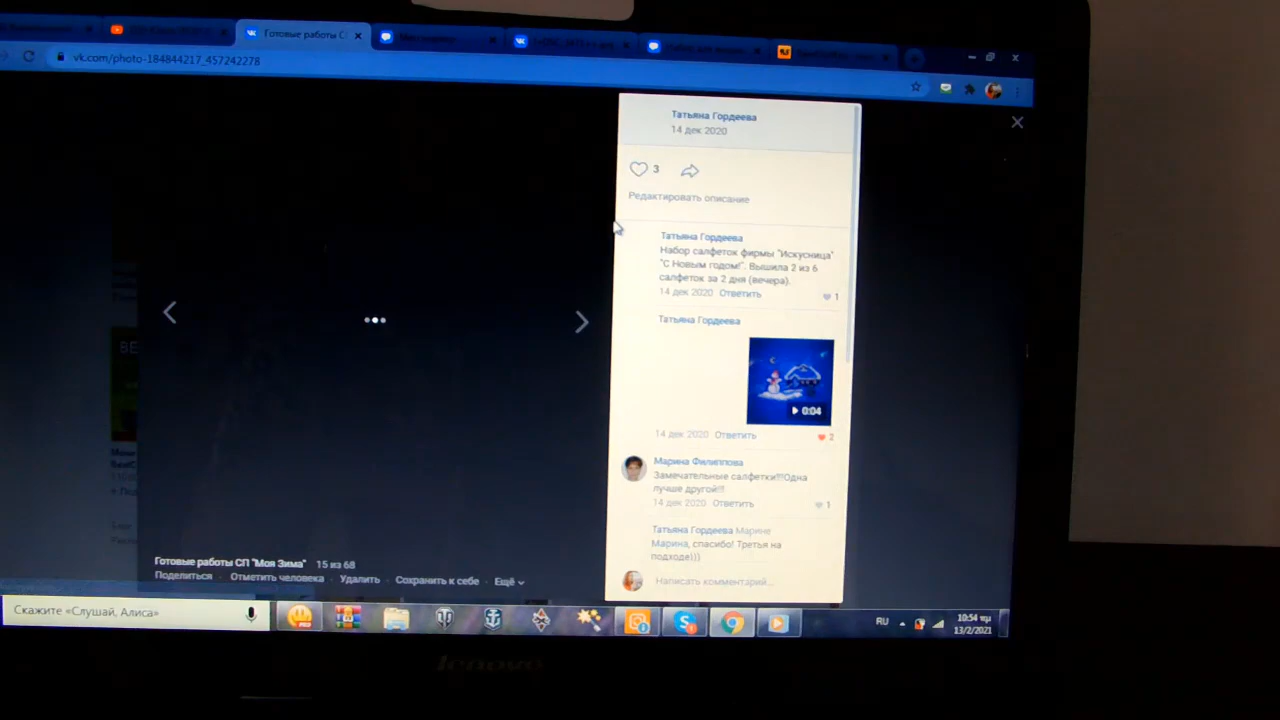 Готовые работы С
vk.com/photo-184844217_457242278
Татьяна Гордеева
14 дек 2020
3
Редактировать описание
Татьяна Гордеева
Набор салфеток фирмы "Искусница"
"С Новым годом!". Вышила 2 из 6
салфеток за 2 дня (вечера).
14 дек 2020 Ответить 1
Татьяна Гордеева
0:04
14 дек 2020 Ответить 2
Марина Филиппова
Замечательные салфетки!!!Одна
лучше другой!!!
14 дек 2020 Ответить 1
Татьяна Гордеева Марине
Марина, спасибо! Третья на
подходе)))
Написать комментарий...
Готовые работы СП "Моя Зима" 15 из 68
Поделиться Отметить человека Удалить Сохранить к себе Ещё
Скажите «Слушай, Алиса»
RU
10:54 πμ
13/2/2021
lenovo